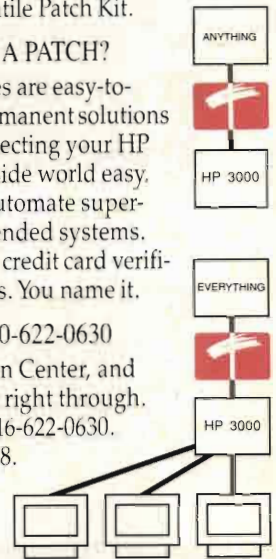 tile Patch Kit.
A PATCH?
es are easy-to-
manent solutions
ecting your HP
side world easy.
utomate super-
ended systems.
credit card verifi-
s. You name it.
0-622-0630
n Center, and
right through.
16-622-0630.
8.
ANYTHING
HP 3000
EVERYTHING
HP 3000